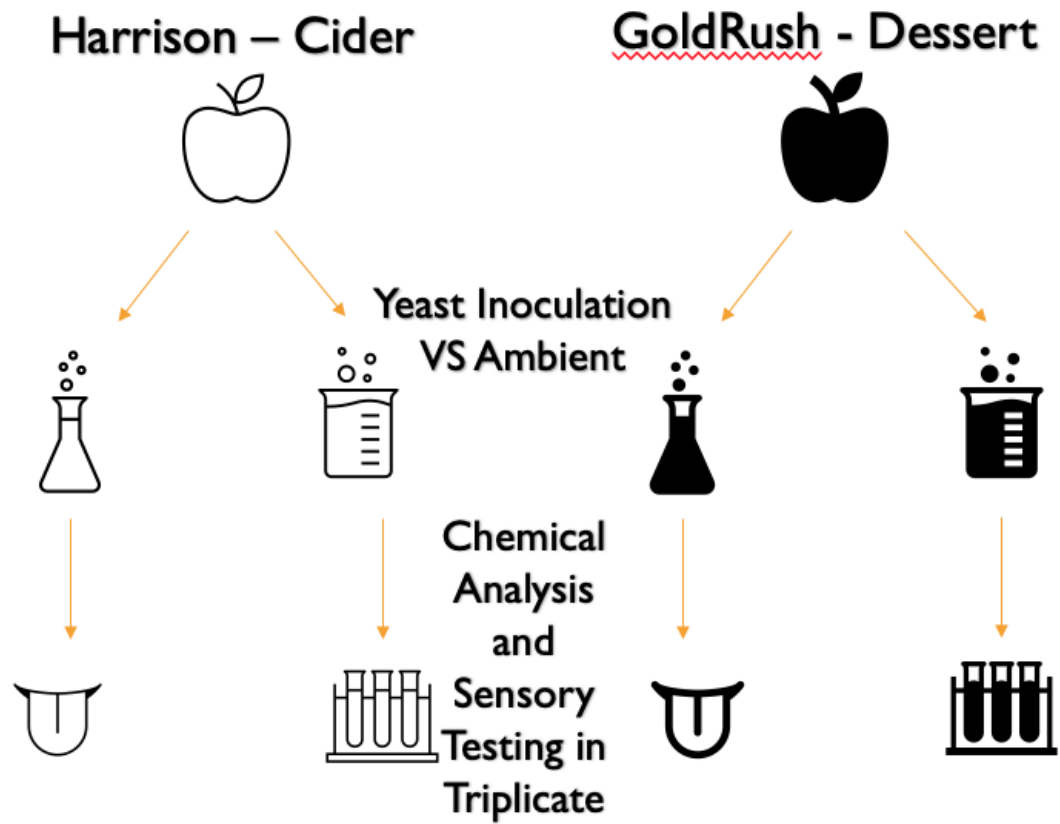 Harrison – Cider
GoldRush - Dessert
Yeast Inoculation
VS Ambient
Chemical
Analysis
and
Sensory
Testing in
Triplicate